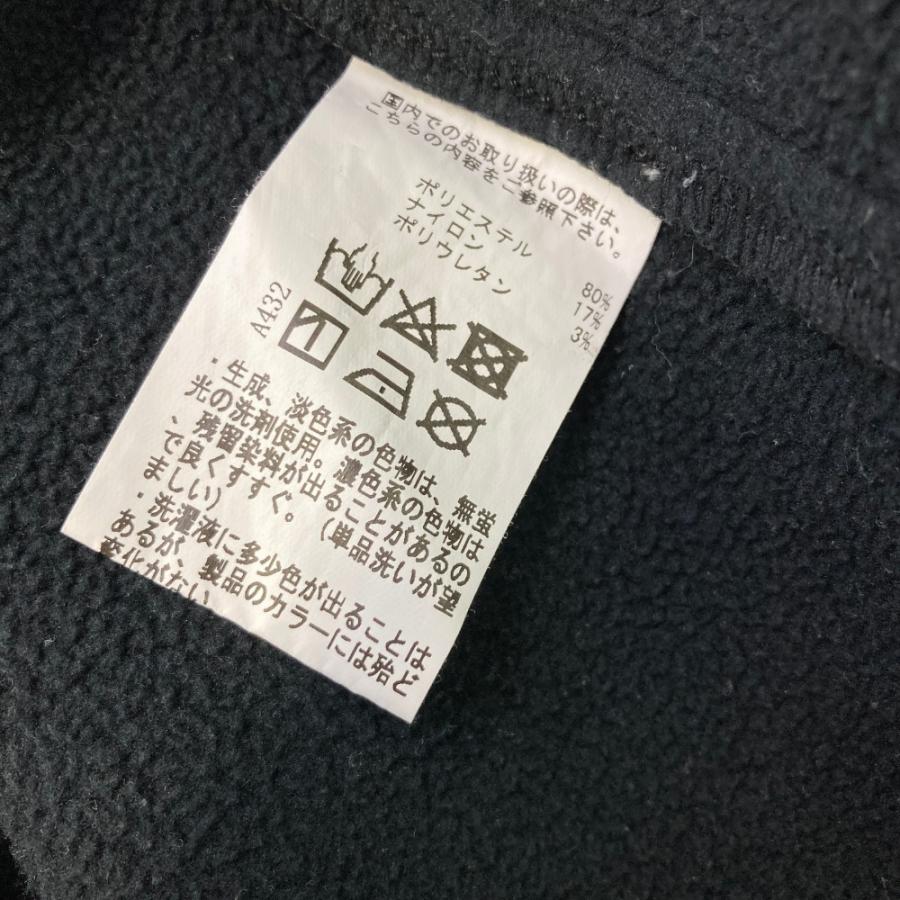 国内でのお取り扱いの際は、
こちらの内容をご参照下さい。
ポリエステル 80%
ナイロン 17%
ポリウレタン 3%
A432
・生成、淡色系の色物は、無蛍
光の洗剤使用。濃色系の色物は
、残留染料が出ることがあるの
で良くすすぐ。(単品洗いが望
ましい)
・洗濯液に多少色が出ることは
あるが、製品のカラーには殆ど
変化がない。